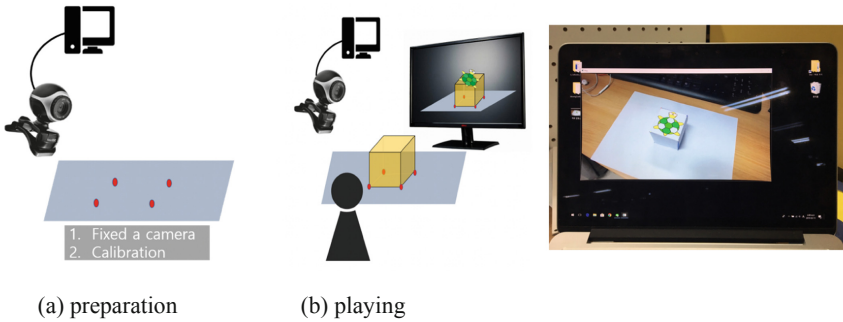 1. Fixed a camera
2. Calibration
(a) preparation
(b) playing